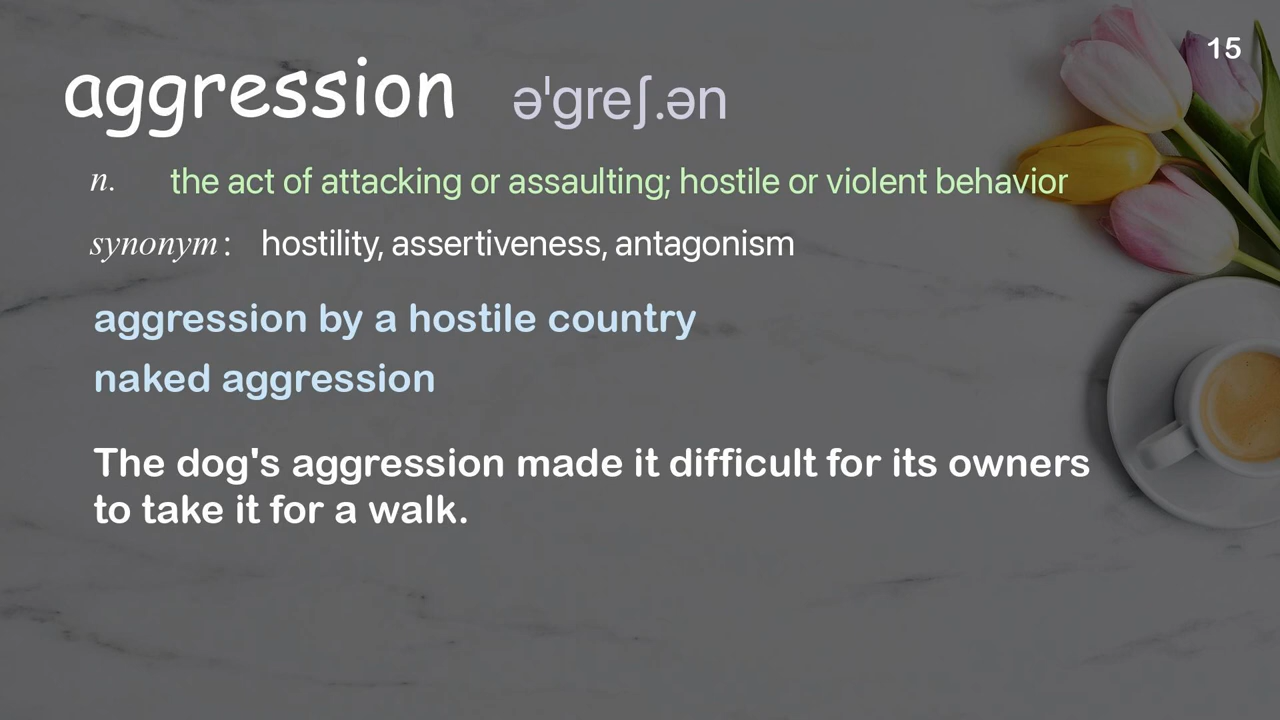 15
aggression əˈɡreʃ.ən
n. the act of attacking or assaulting; hostile or violent behavior
synonym: hostility, assertiveness, antagonism
aggression by a hostile country
naked aggression
The dog's aggression made it difficult for its owners
to take it for a walk.